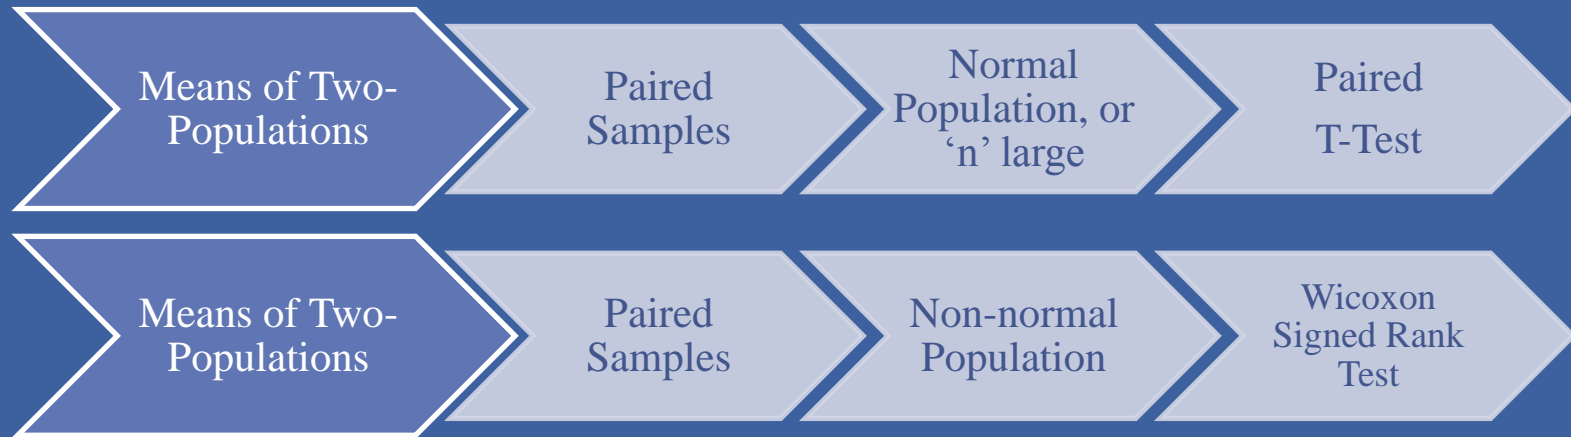 Means of Two-
Populations
Paired
Samples
Normal
Population, or
‘n’ large
Paired
T-Test
Means of Two-
Populations
Paired
Samples
Non-normal
Population
Wicoxon
Signed Rank
Test